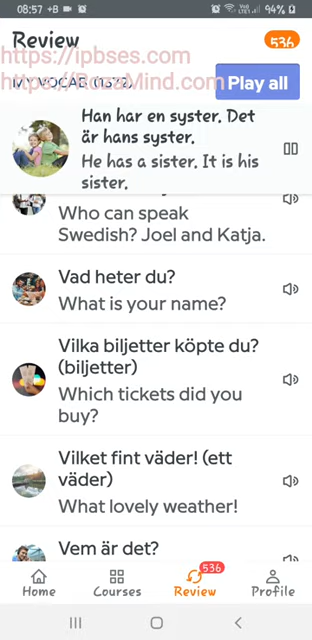 08:57 +B 94%
Review
536
https://ipbses.com
https://RosaMind.com
MY VOCAB (1372)
Play all
Han har en syster. Det
är hans syster.
He has a sister. It is his
sister.
Who can speak
Swedish? Joel and Katja.
Vad heter du?
What is your name?
Vilka biljetter köpte du?
(biljetter)
Which tickets did you
buy?
Vilket fint väder! (ett
väder)
What lovely weather!
Vem är det?
536
Home Courses Review Profile